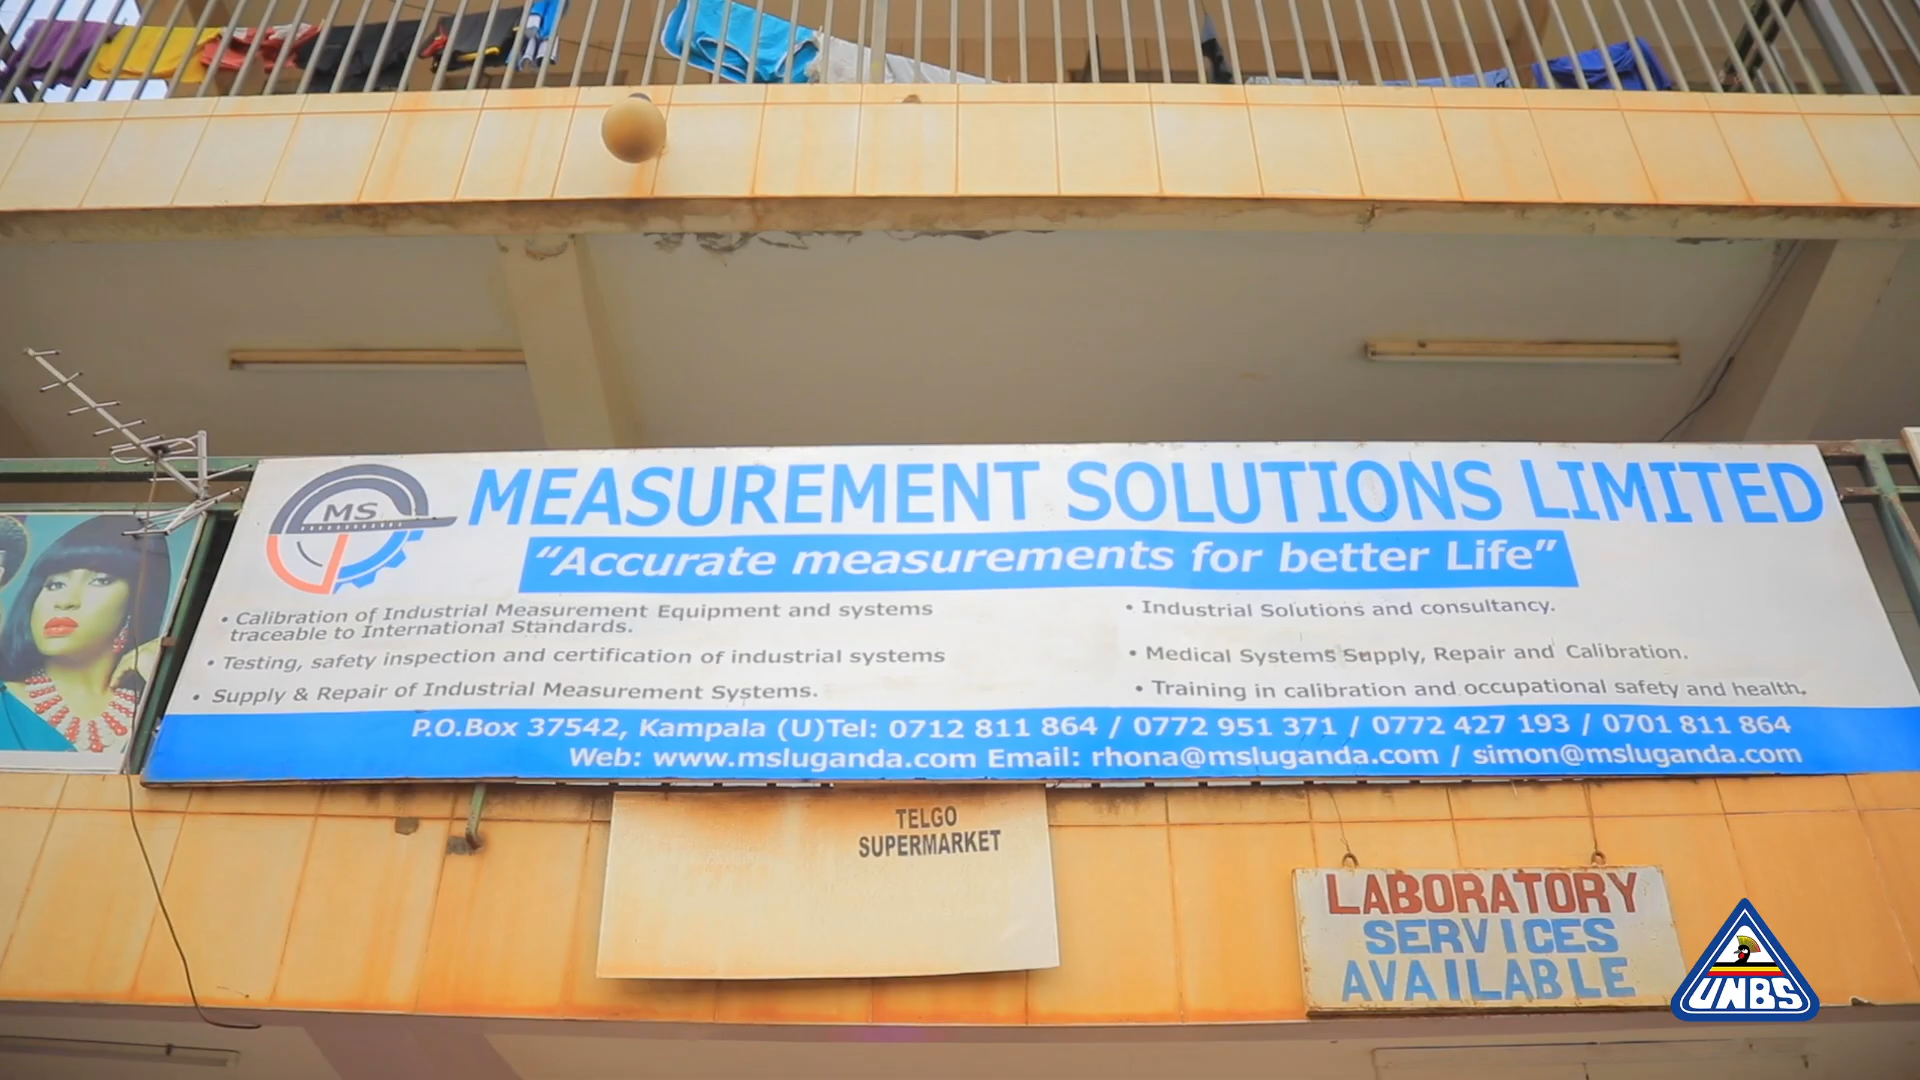 MS
MEASUREMENT SOLUTIONS LIMITED
“Accurate measurements for better Life”
• Calibration of Industrial Measurement Equipment and systems
traceable to International Standards.
• Testing, safety inspection and certification of industrial systems
• Supply & Repair of Industrial Measurement Systems.
• Industrial Solutions and consultancy.
• Medical Systems Supply, Repair and Calibration.
• Training in calibration and occupational safety and health.
P.O.Box 37542, Kampala (U)Tel: 0712 811 864 / 0772 951 371 / 0772 427 193 / 0701 811 864
Web: www.msluganda.com Email: rhona@msluganda.com / simon@msluganda.com
TELGO
SUPERMARKET
LABORATORY
SERVICES
AVAILABLE
UNBS